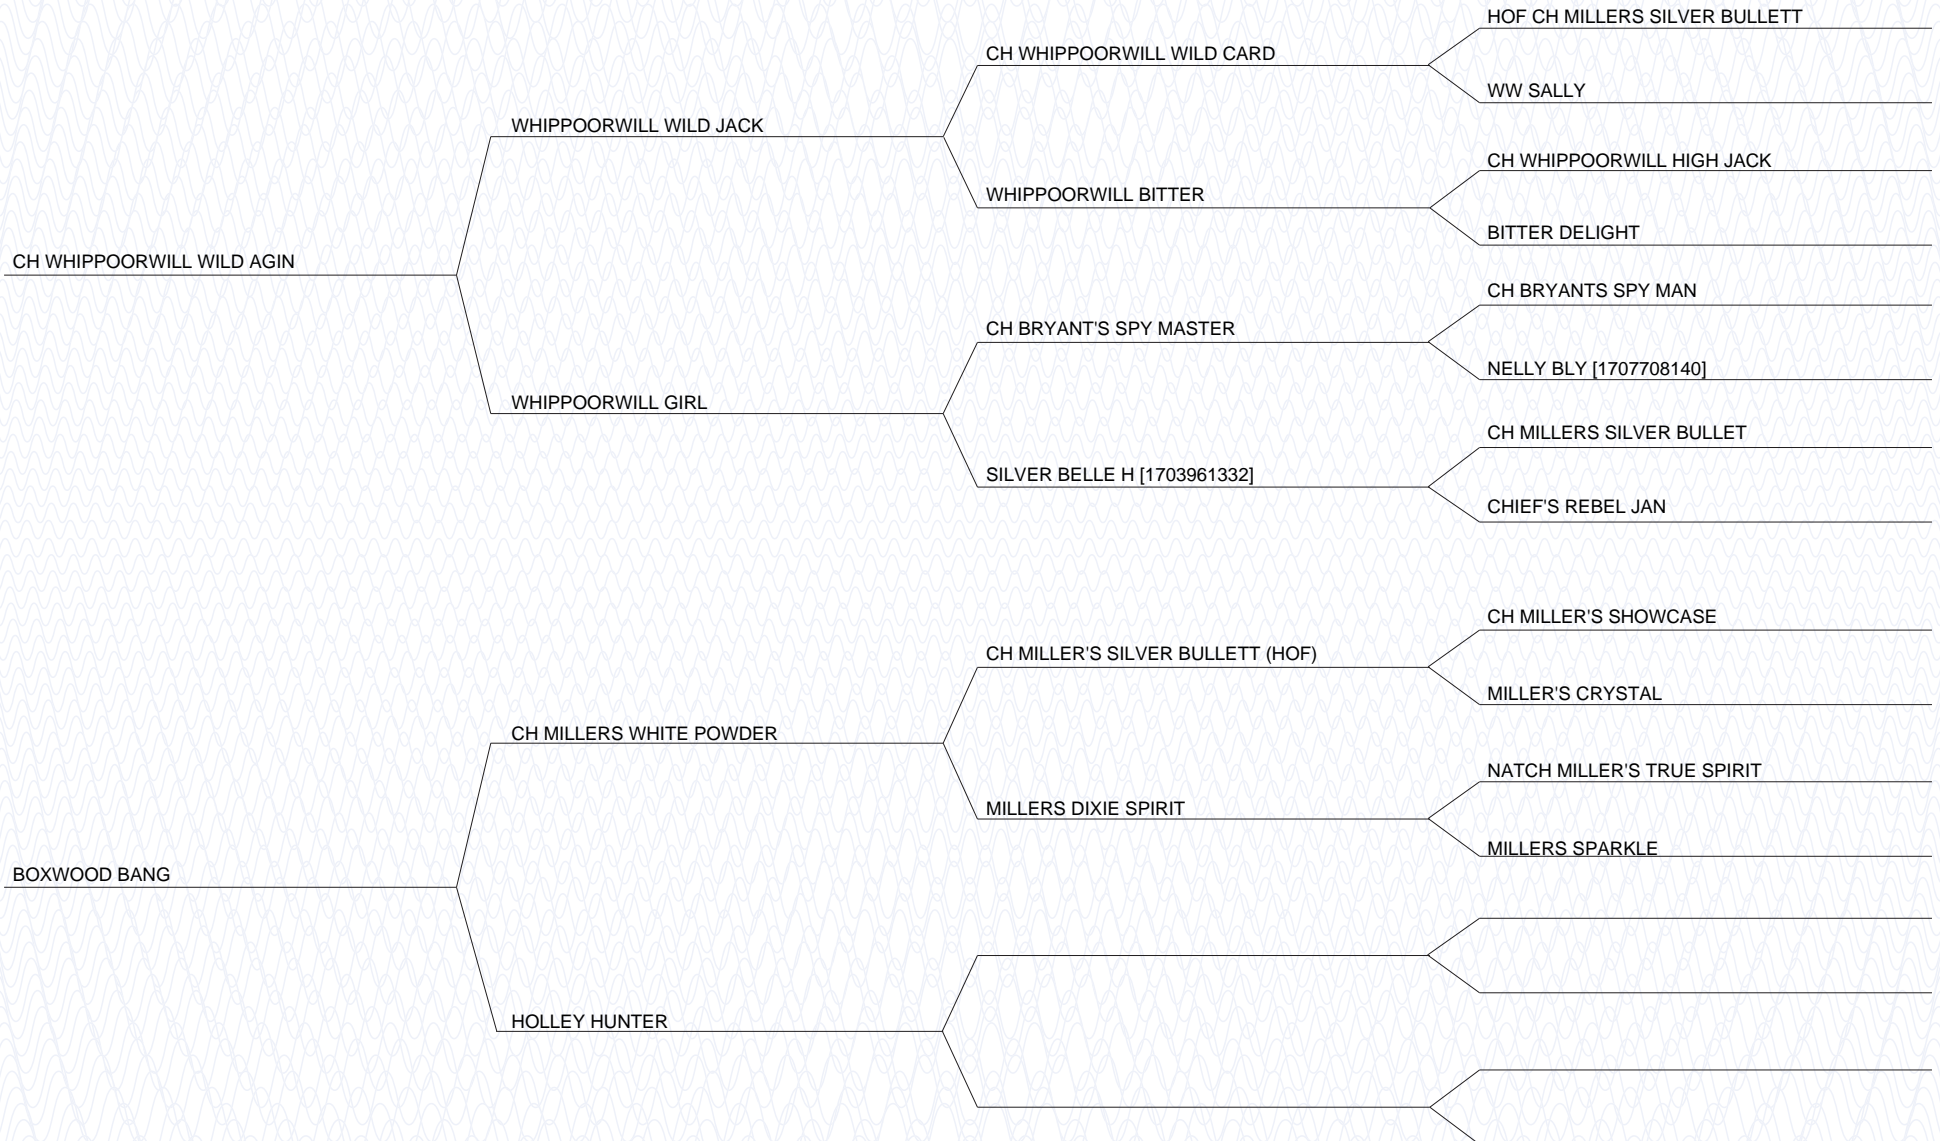 HOF CH MILLERS SILVER BULLETT
CH WHIPPOORWILL WILD CARD
WW SALLY
WHIPPOORWILL WILD JACK
CH WHIPPOORWILL HIGH JACK
WHIPPOORWILL BITTER
BITTER DELIGHT
CH WHIPPOORWILL WILD AGIN
CH BRYANTS SPY MAN
CH BRYANT'S SPY MASTER
NELLY BLY [1707708140]
WHIPPOORWILL GIRL
CH MILLERS SILVER BULLET
SILVER BELLE H [1703961332]
CHIEF'S REBEL JAN
CH MILLER'S SHOWCASE
CH MILLER'S SILVER BULLETT (HOF)
MILLER'S CRYSTAL
CH MILLERS WHITE POWDER
NATCH MILLER'S TRUE SPIRIT
MILLERS DIXIE SPIRIT
MILLERS SPARKLE
BOXWOOD BANG
HOLLEY HUNTER